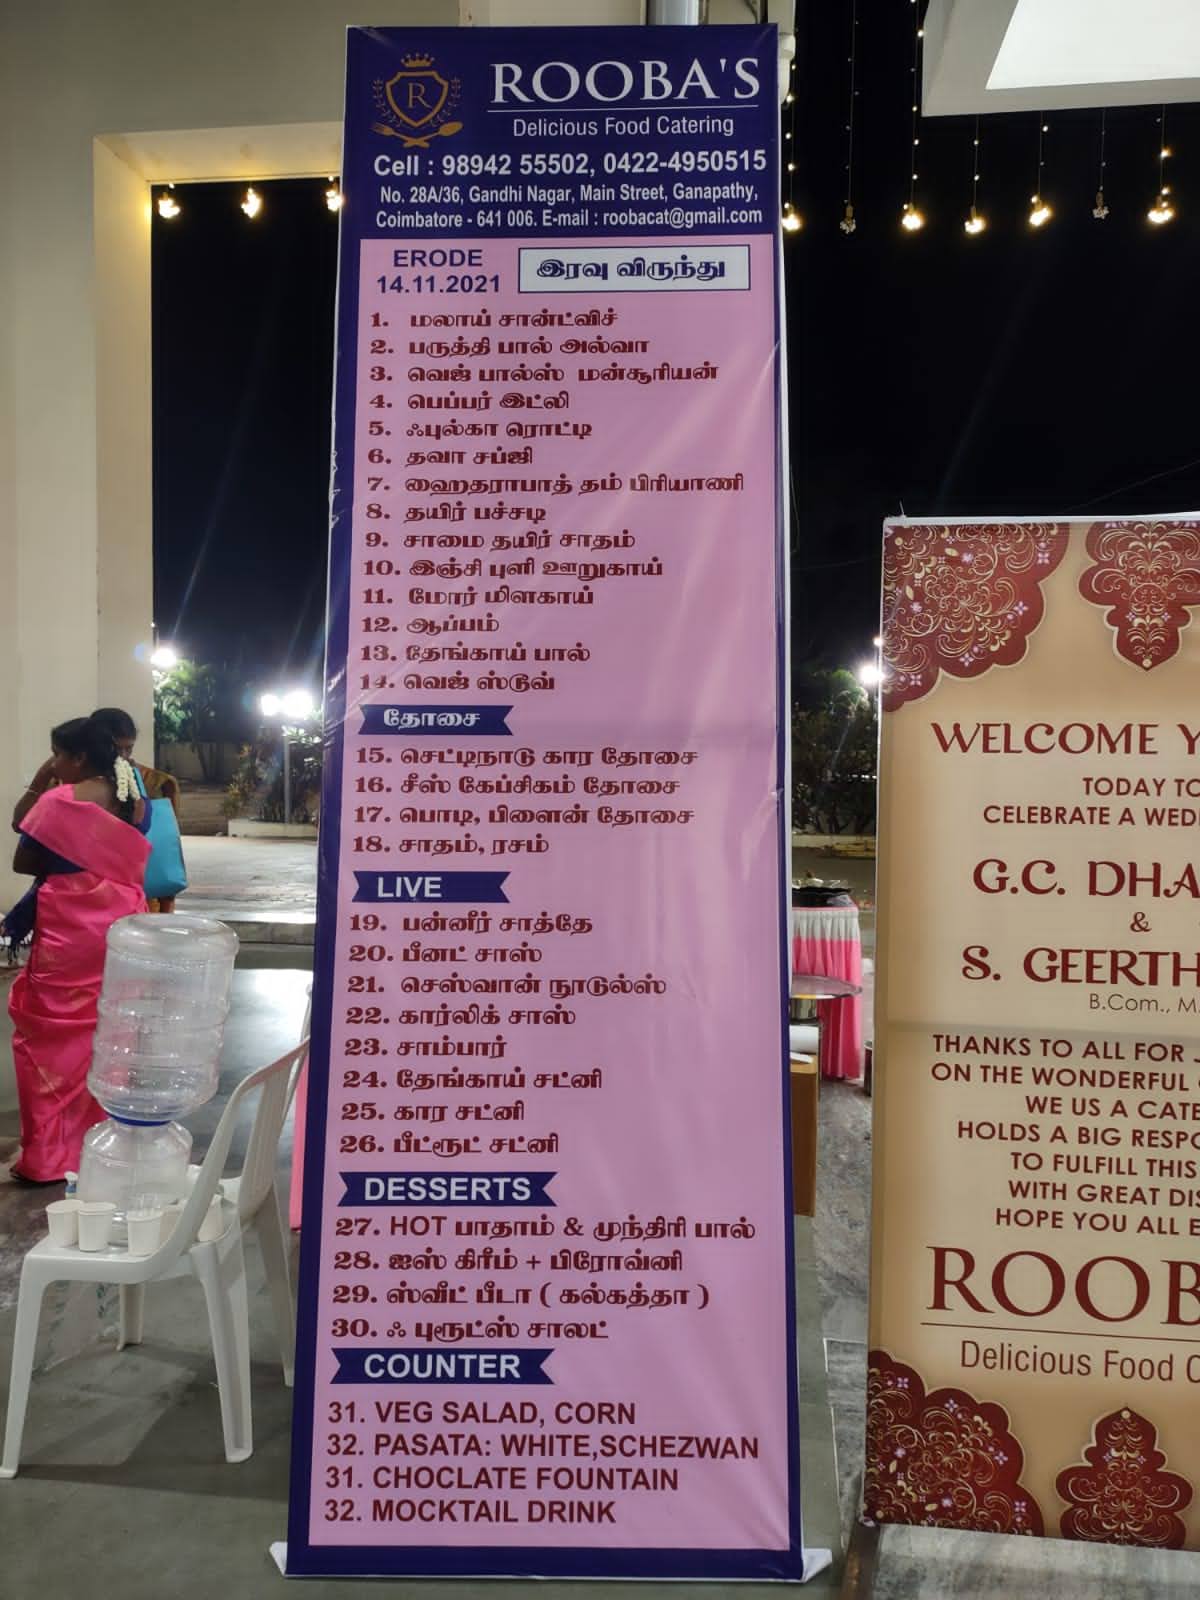 R
ROOBA'S
Delicious Food Catering
Cell : 98942 55502, 0422-4950515
No. 28A/36, Gandhi Nagar, Main Street, Ganapathy,
Coimbatore - 641 006. E-mail : roobacat@gmail.com
ERODE
14.11.2021
இரவு விருந்து
1. மலாய் சான்ட்விச்
2. பருத்தி பால் அல்வா
3. வெஜ் பால்ஸ் மன்சூரியன்
4. பெப்பர் இட்லி
5. ஃபுல்கா ரொட்டி
6. தவா சப்ஜி
7. ஹைதராபாத் தம் பிரியாணி
8. தயிர் பச்சடி
9. சாமை தயிர் சாதம்
10. இஞ்சி புளி ஊறுகாய்
11. மோர் மிளகாய்
12. ஆப்பம்
13. தேங்காய் பால்
14. வெஜ் ஸ்டூவ்
தோசை
15. செட்டிநாடு கார தோசை
16. சீஸ் கேப்சிகம் தோசை
17. பொடி, பிளைன் தோசை
18. சாதம், ரசம்
LIVE
19. பன்னீர் சாத்தே
20. பீனட் சாஸ்
21. செஸ்வான் நூடுல்ஸ்
22. கார்லிக் சாஸ்
23. சாம்பார்
24. தேங்காய் சட்னி
25. கார சட்னி
26. பீட்ரூட் சட்னி
DESSERTS
27. HOT பாதாம் & முந்திரி பால்
28. ஐஸ் கிரீம் + பிரோவ்னி
29. ஸ்வீட் பீடா ( கல்கத்தா )
30. ஃ புரூட்ஸ் சாலட்
COUNTER
31. VEG SALAD, CORN
32. PASATA: WHITE,SCHEZWAN
31. CHOCLATE FOUNTAIN
32. MOCKTAIL DRINK
WELCOME
TODAY TO
CELEBRATE A
G.C.
&
S.
B.Com.,
THANKS TO ALL FOR
ON THE WONDERFUL
WE US A
HOLDS A BIG
TO FULFILL THIS
WITH GREAT
HOPE YOU ALL
Delicious Food